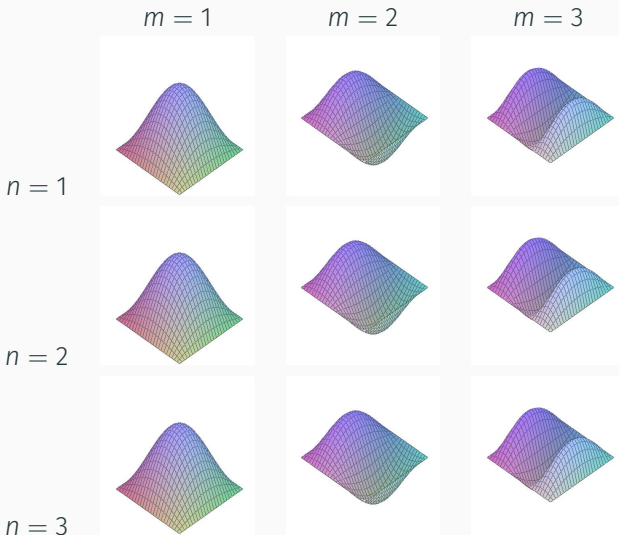 m = 1 m = 2 m = 3
n = 1
n = 2
n = 3